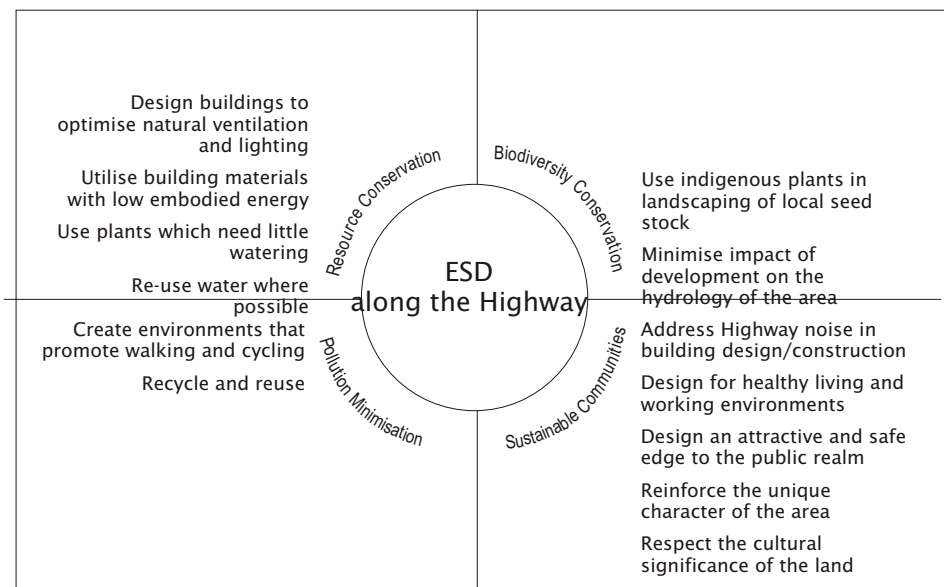 Design buildings to
optimise natural ventilation
and lighting
Utilise building materials
with low embodied energy
Use plants which need little
watering
Re-use water where
possible
Resource Conservation
Biodiversity Conservation
Use indigenous plants in
landscaping of local seed
stock
Minimise impact of
development on the
hydrology of the area
ESD
along the Highway
Create environments that
promote walking and cycling
Recycle and reuse
Pollution Minimisation
Sustainable Communities
Address Highway noise in
building design/construction
Design for healthy living and
working environments
Design an attractive and safe
edge to the public realm
Reinforce the unique
character of the area
Respect the cultural
significance of the land